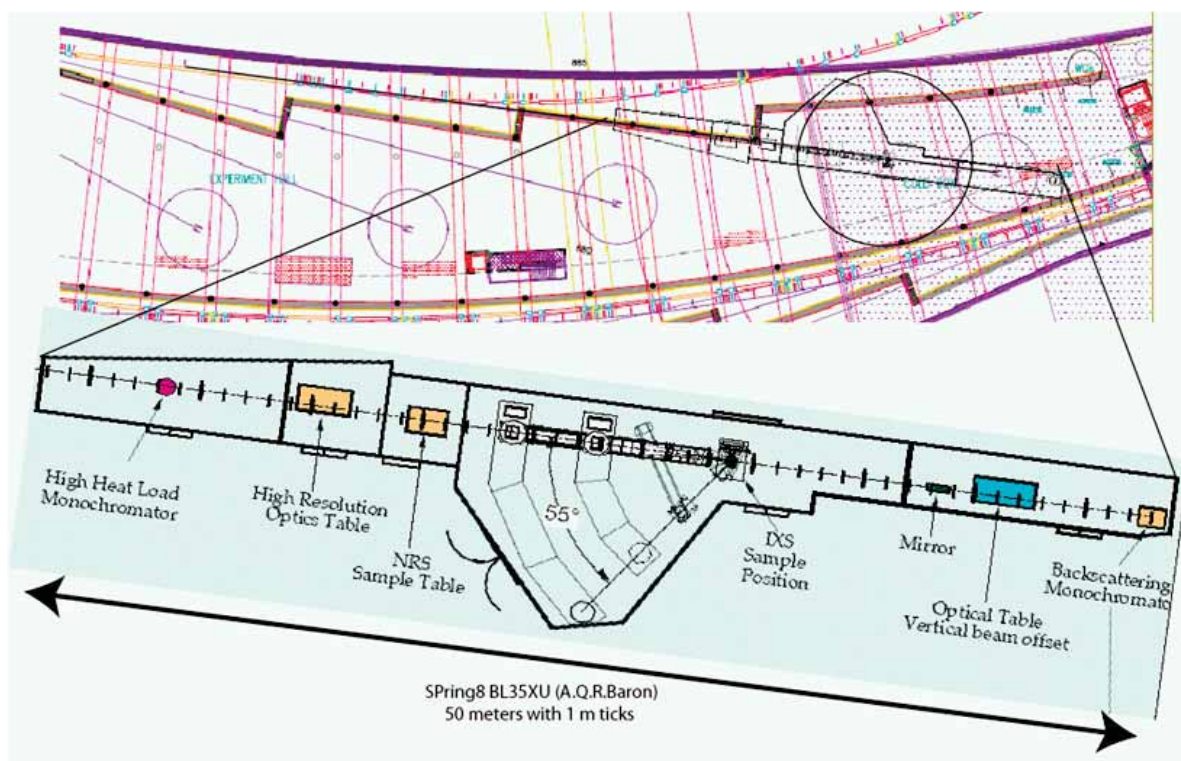 EXPERIMENT HALL
High Heat Load
Monochromator
High Resolution
Optics Table
NRS
Sample Table
55°
IXS
Sample
Position
Mirror
Optical Table
Vertical beam offset
Backscattering
Monochromato
SPring8 BL35XU (A.Q.R.Baron)
50 meters with 1 m ticks